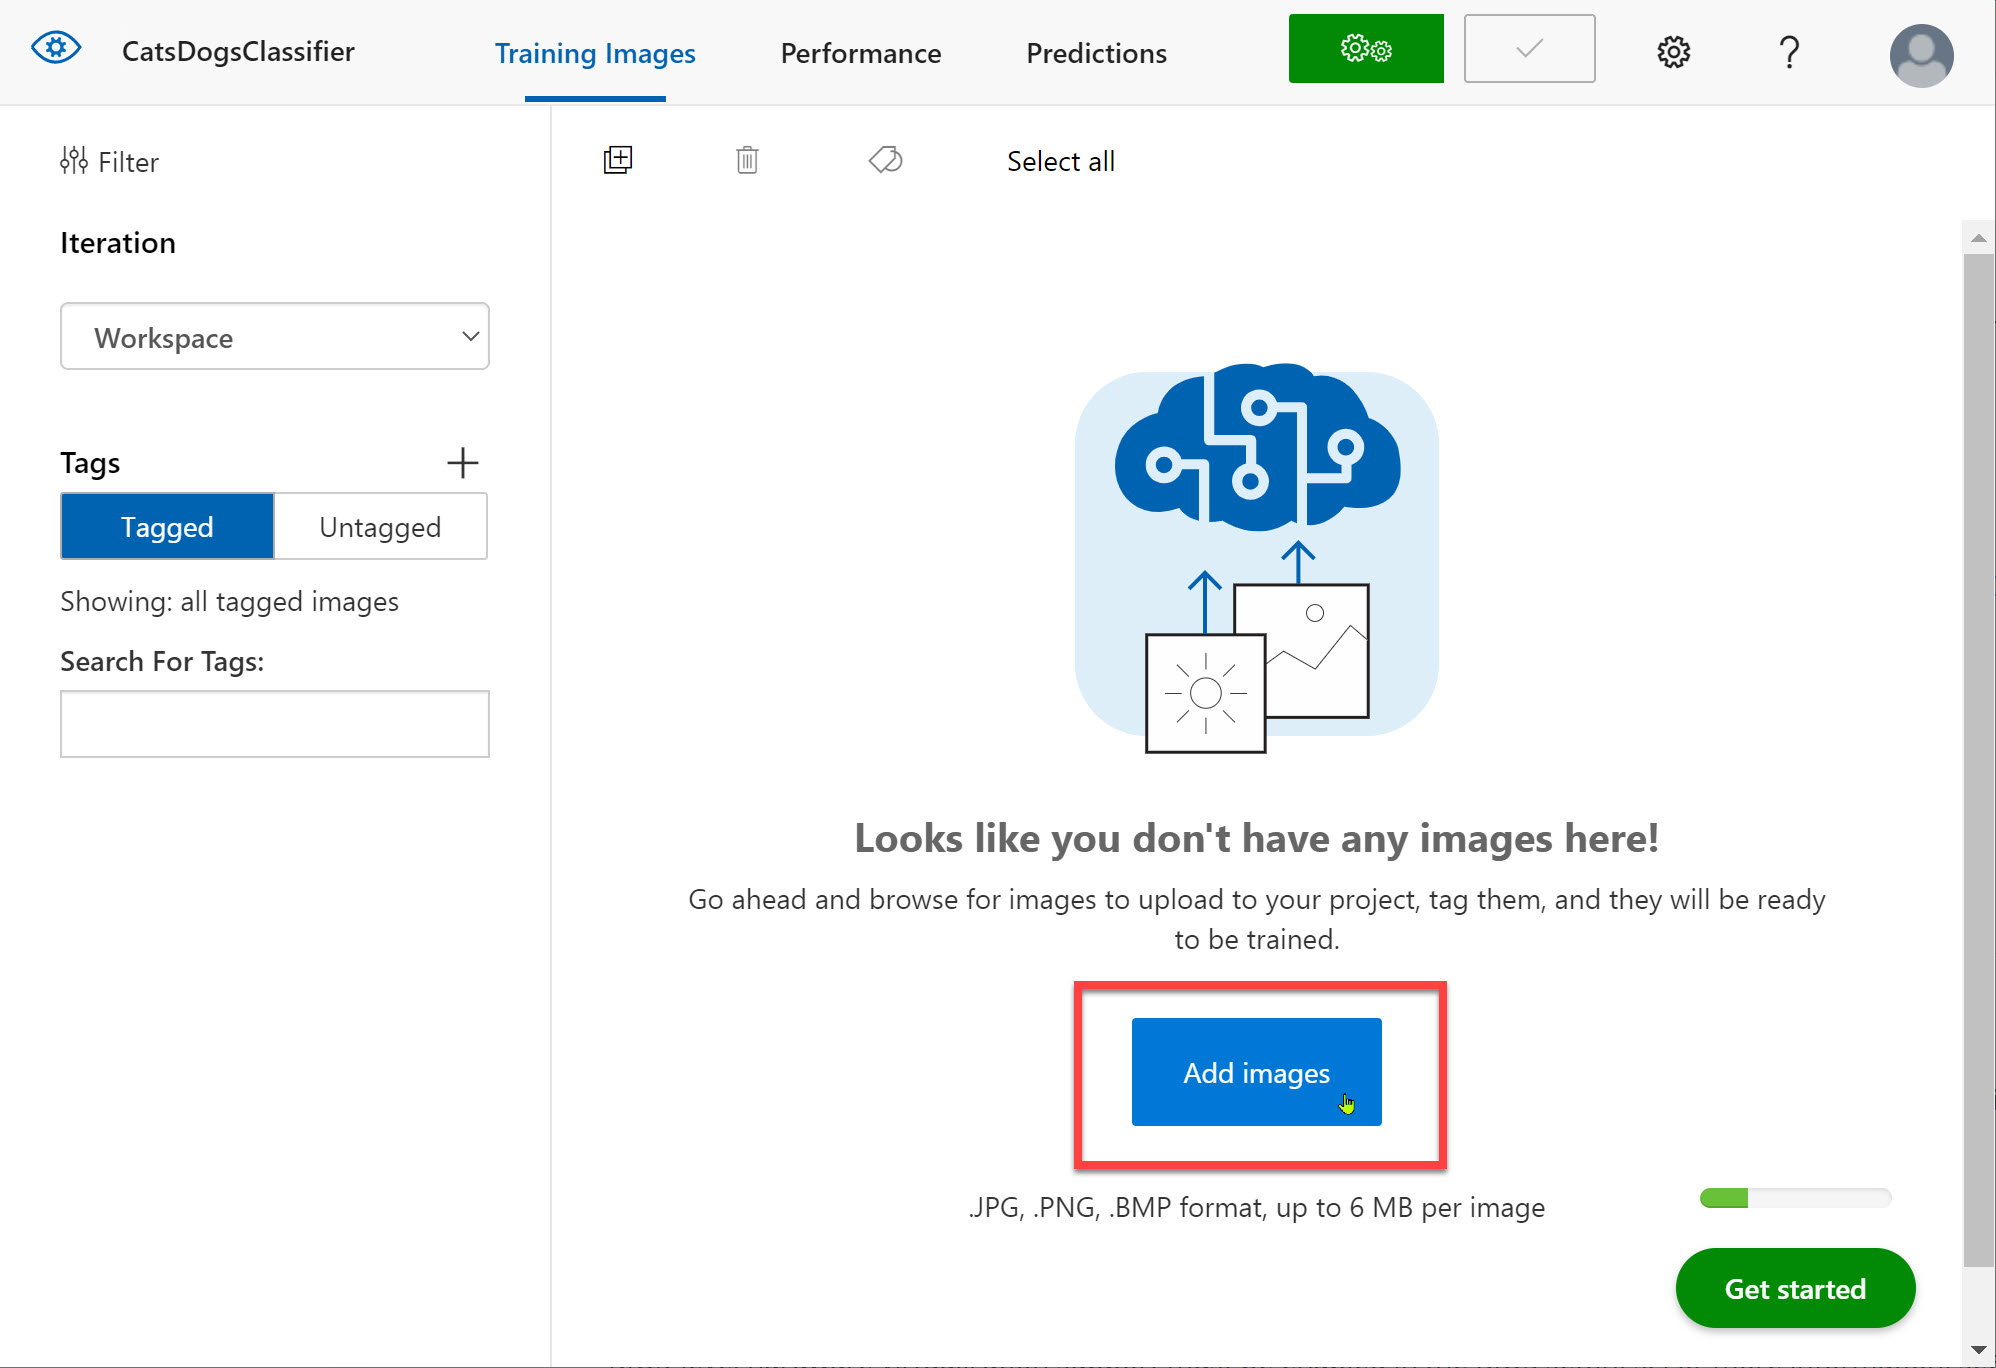 CatsDogsClassifier
Training Images
Performance
Predictions
?
Filter
Select all
Iteration
Workspace
Tags
Tagged
Untagged
Showing: all tagged images
Search For Tags:
Looks like you don't have any images here!
Go ahead and browse for images to upload to your project, tag them, and they will be ready
to be trained.
Add images
.JPG, .PNG, .BMP format, up to 6 MB per image
Get started